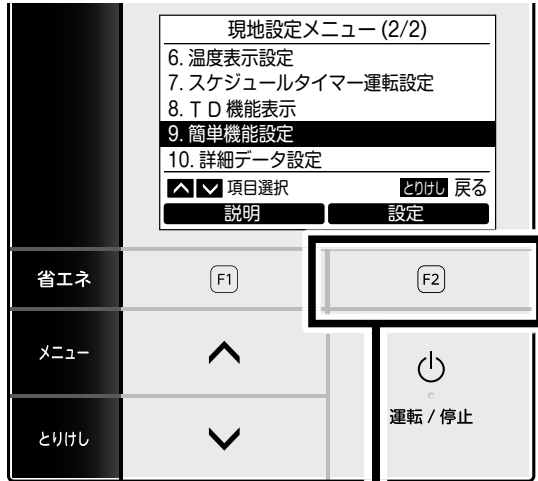 現地設定メニュー (2/2)
6. 温度表示設定
7. スケジュールタイマー運転設定
8. T D 機能表示
9. 簡単機能設定
10. 詳細データ設定
項目選択 とりけし 戻る
説明 設定
省エネ F1 F2
メニュー
運転 / 停止
とりけし